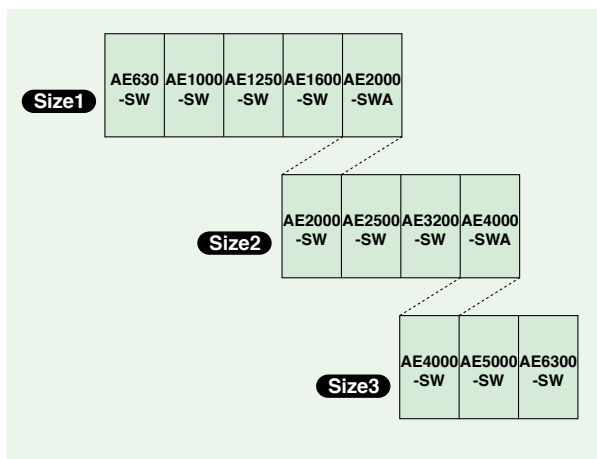 AE630 AE1000 AE1250 AE1600 AE2000
-SW -SW -SW -SW -SWA
Size1
AE2000 AE2500 AE3200 AE4000
-SW -SW -SW -SWA
Size2
AE4000 AE5000 AE6300
-SW -SW -SW
Size3